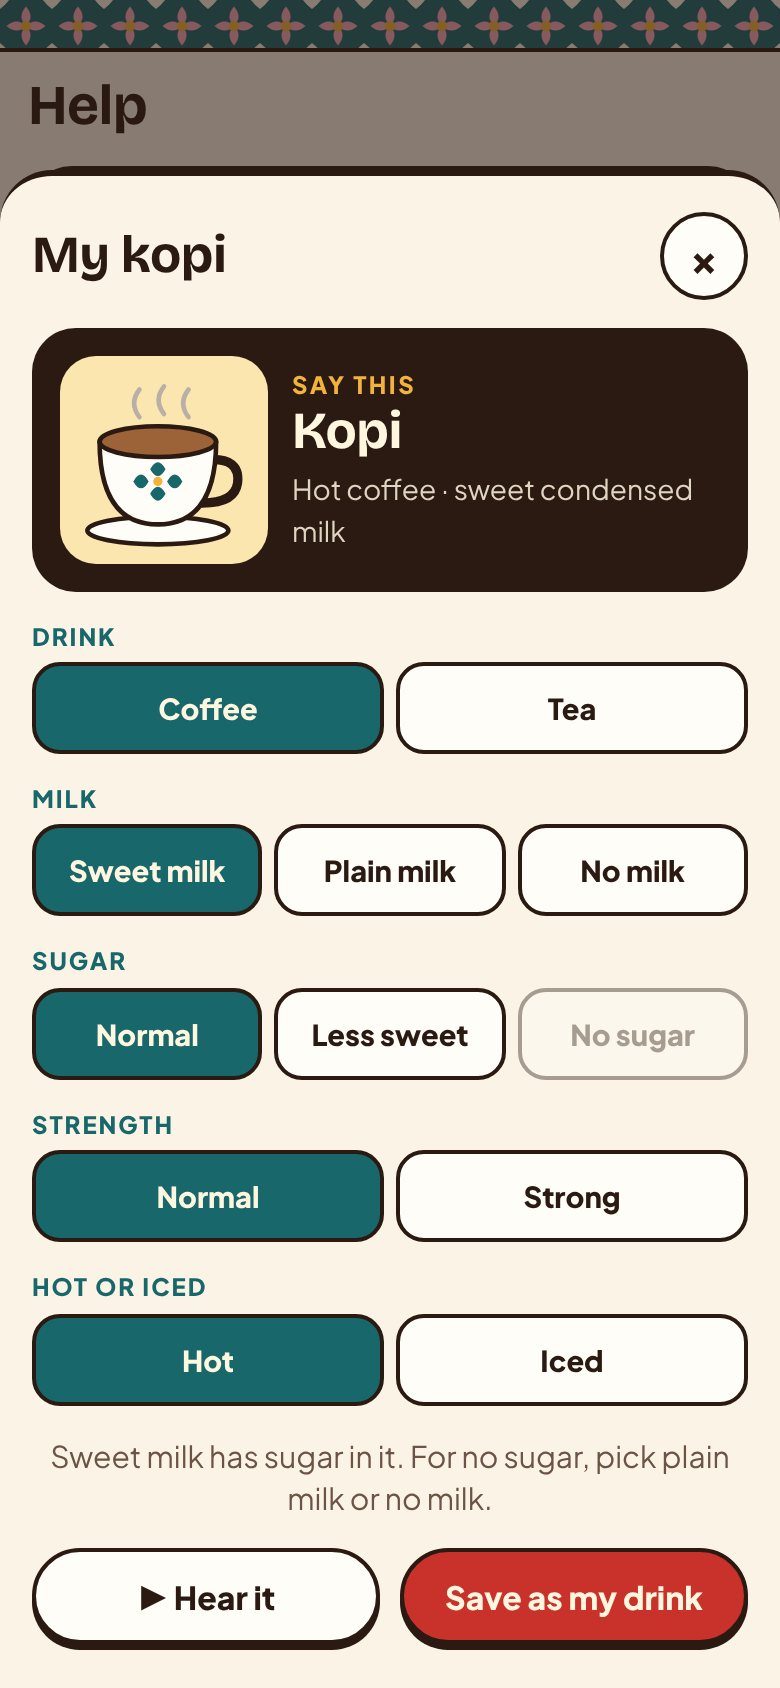 Help
My kopi
×
SAY THIS
Kopi
Hot coffee · sweet condensed
milk
DRINK
Coffee
Tea
MILK
Sweet milk
Plain milk
No milk
SUGAR
Normal
Less sweet
No sugar
STRENGTH
Normal
Strong
HOT OR ICED
Hot
Iced
Sweet milk has sugar in it. For no sugar, pick plain
milk or no milk.
▶ Hear it
Save as my drink